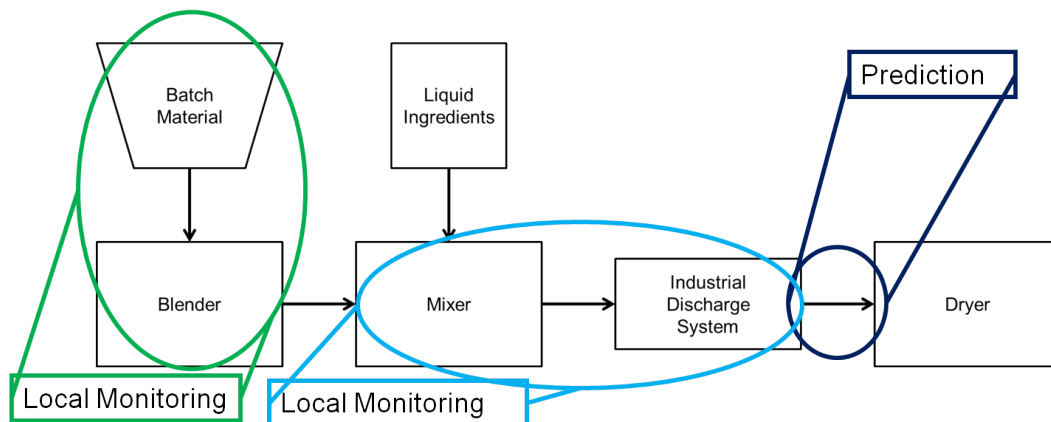 Prediction
Batch
Material
Liquid
Ingredients
Blender
Mixer
Industrial
Discharge
System
Dryer
Local Monitoring
Local Monitoring